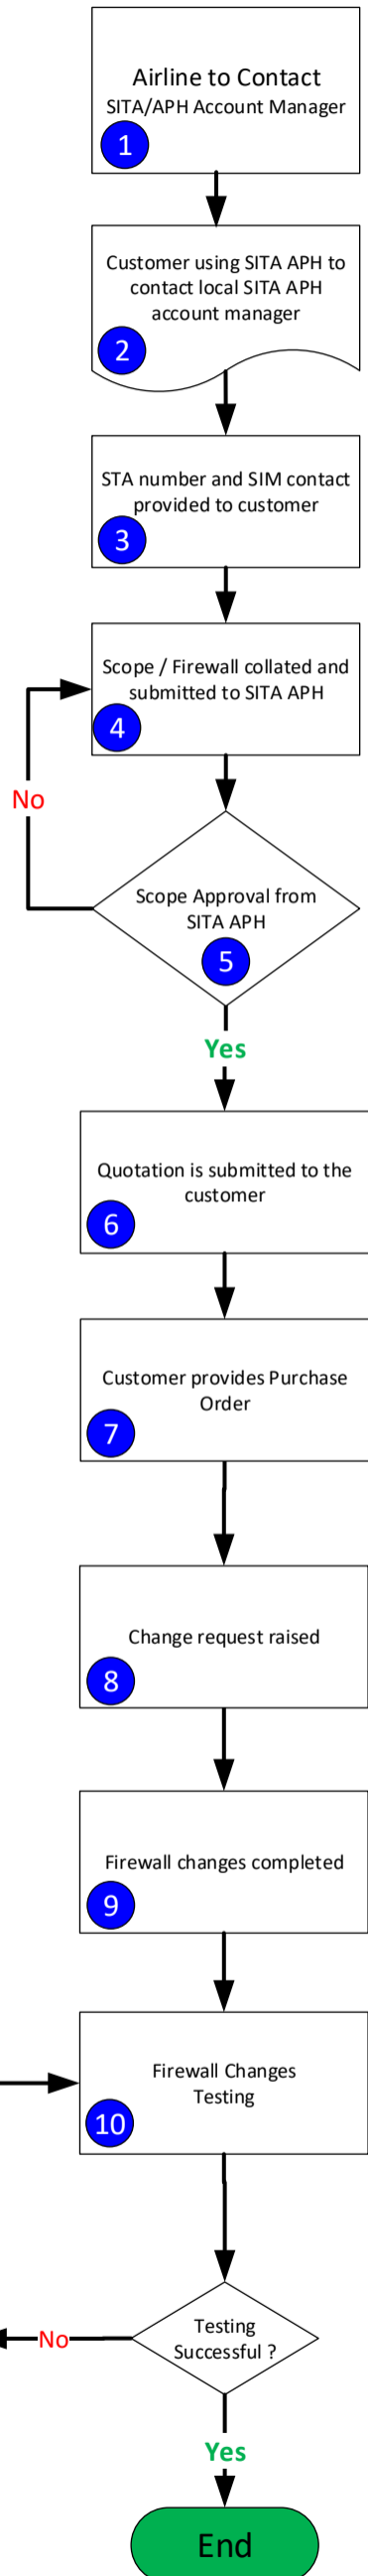 Airline to Contact
SITA/APH Account Manager
1
Customer using SITA APH to
contact local SITA APH
account manager
2
STA number and SIM contact
provided to customer
3
Scope / Firewall collated and
submitted to SITA APH
4
No
Scope Approval from
SITA APH
5
Yes
Quotation is submitted to the
customer
6
Customer provides Purchase
Order
7
Change request raised
8
Firewall changes completed
9
Firewall Changes
Testing
10
Testing
Successful ?
No
Yes
End